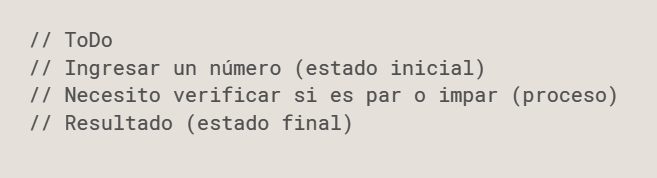 // ToDo
// Ingresar un número (estado inicial)
// Necesito verificar si es par o impar (proceso)
// Resultado (estado final)